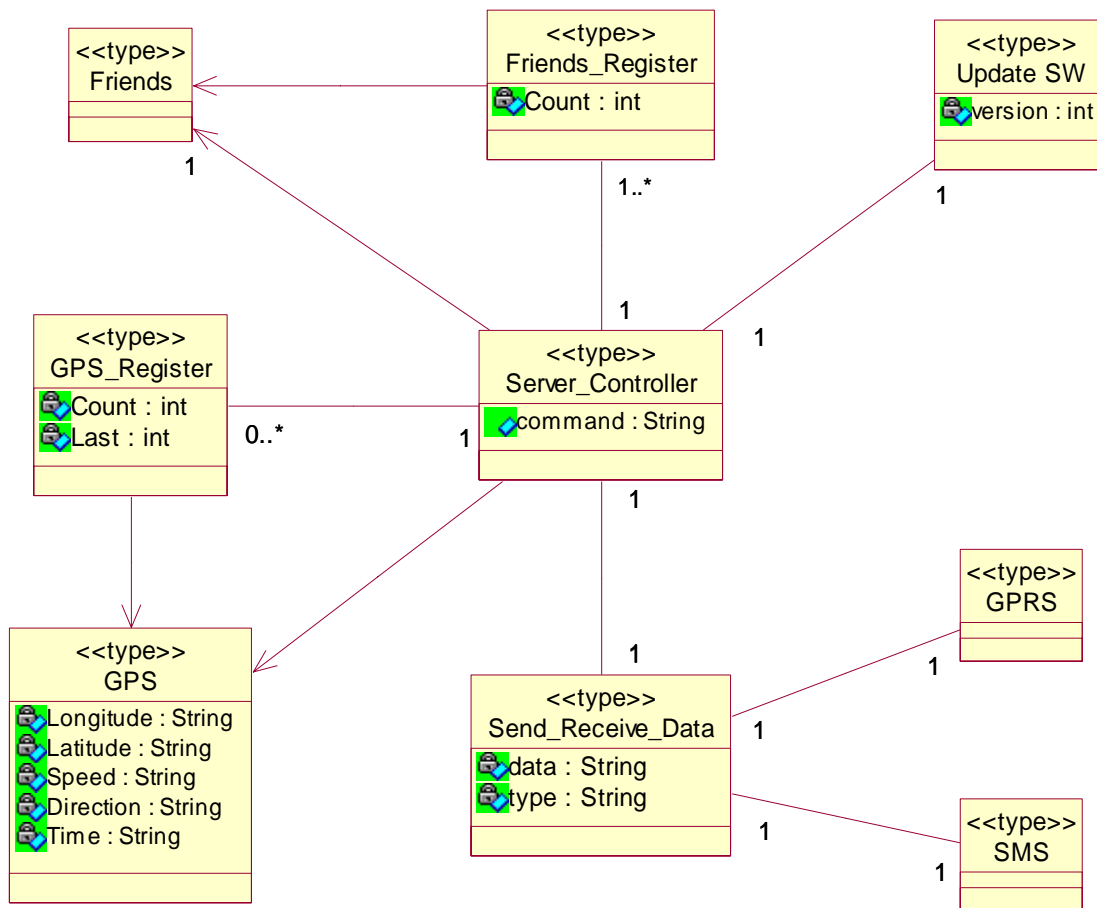 <<type>>
Friends
1
<<type>>
Friends_Register
Count : int
1..*
<<type>>
Update SW
version : int
1
<<type>>
GPS_Register
Count : int
Last : int
0..*
1
1
1
<<type>>
Server_Controller
command : String
1
<<type>>
GPS
Longitude : String
Latitude : String
Speed : String
Direction : String
Time : String
1
<<type>>
Send_Receive_Data
data : String
type : String
1
1
<<type>>
GPRS
1
<<type>>
SMS
1